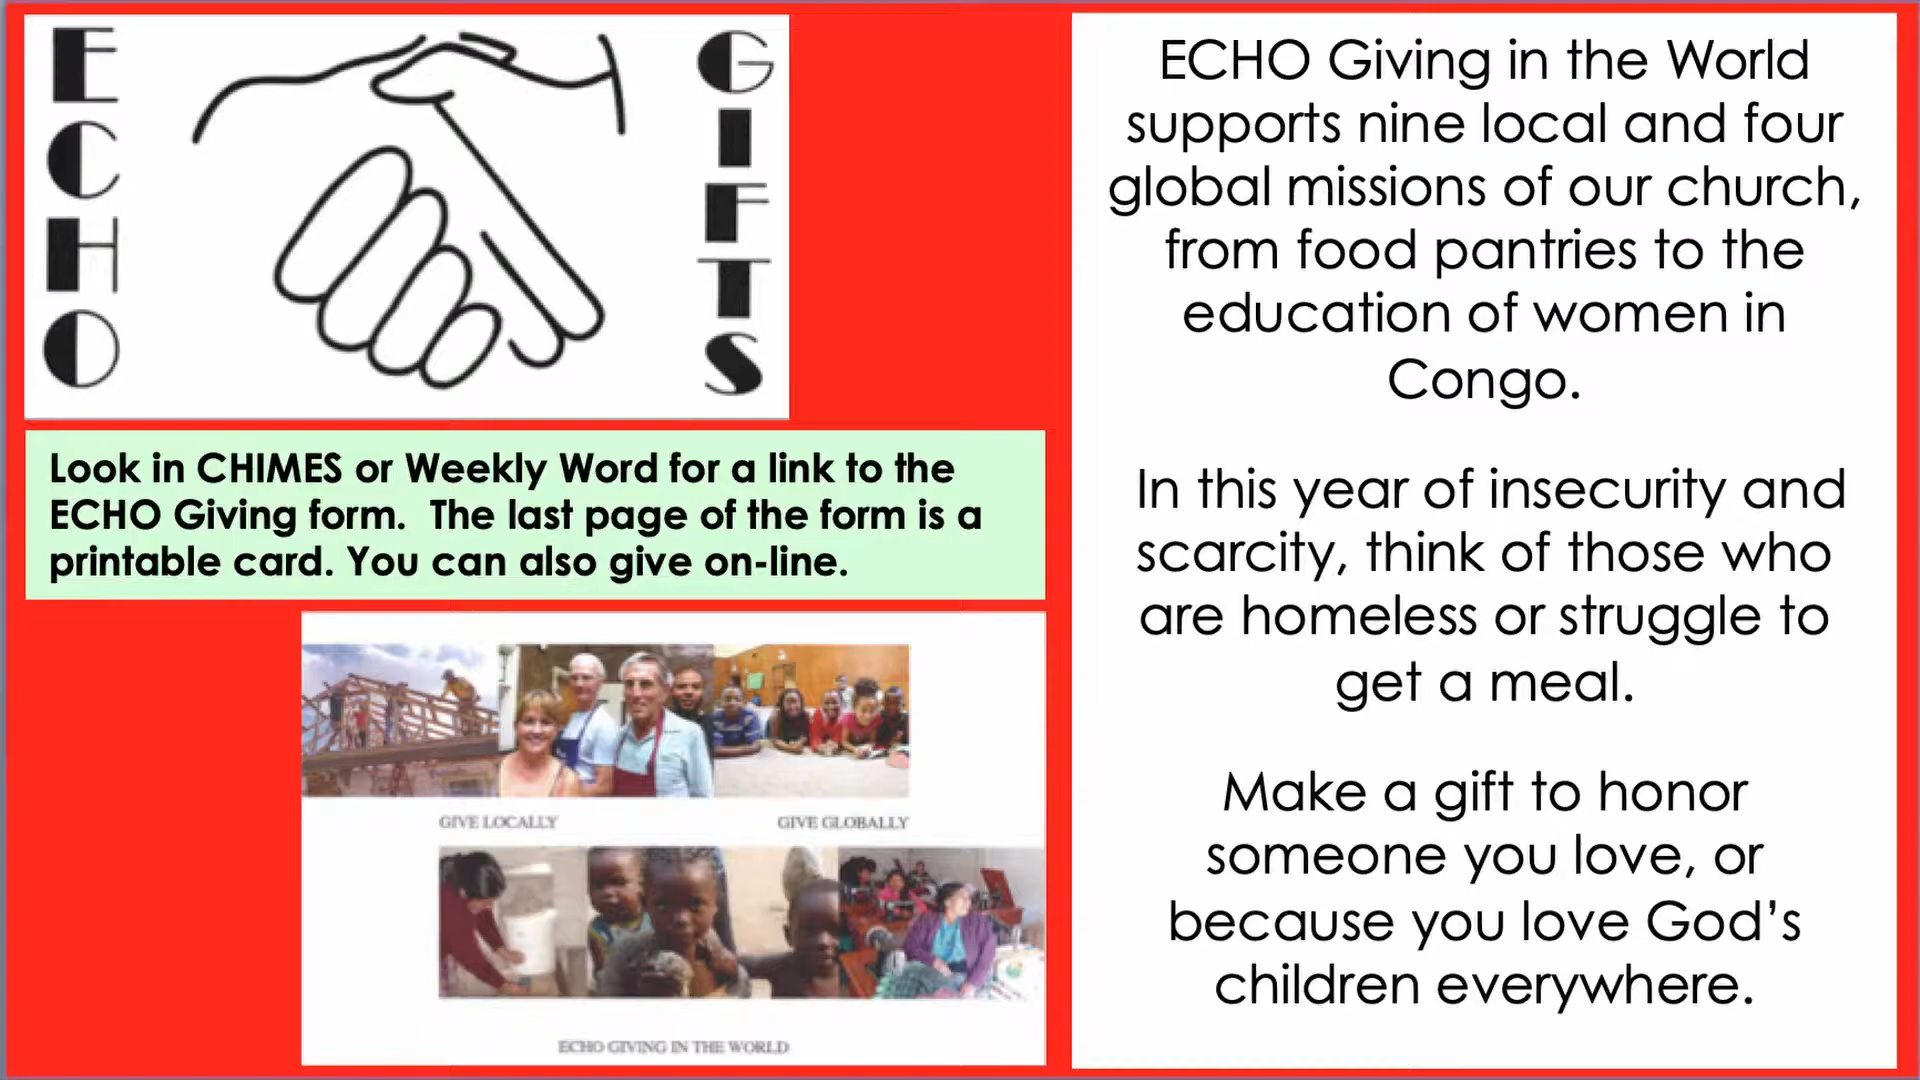 ECHO
GIFTS
Look in CHIMES or Weekly Word for a link to the
ECHO Giving form.  The last page of the form is a
printable card. You can also give on-line.
GIVE LOCALLY
GIVE GLOBALLY
ECHO GIVING IN THE WORLD
ECHO Giving in the World
supports nine local and four
global missions of our church,
from food pantries to the
education of women in
Congo.
In this year of insecurity and
scarcity, think of those who
are homeless or struggle to
get a meal.
Make a gift to honor
someone you love, or
because you love God’s
children everywhere.